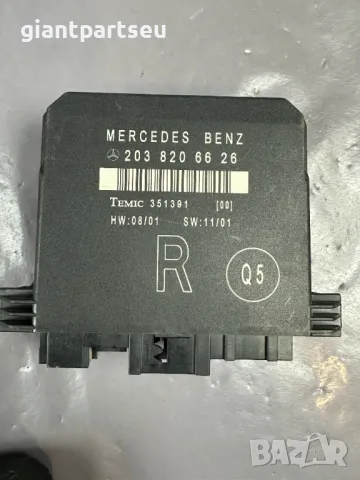 giantpartseu
MERCEDES BENZ
203 820 66 26
TEMIC 351391 [00]
HW:08/01 SW:11/01
R
Q5
BAZAR